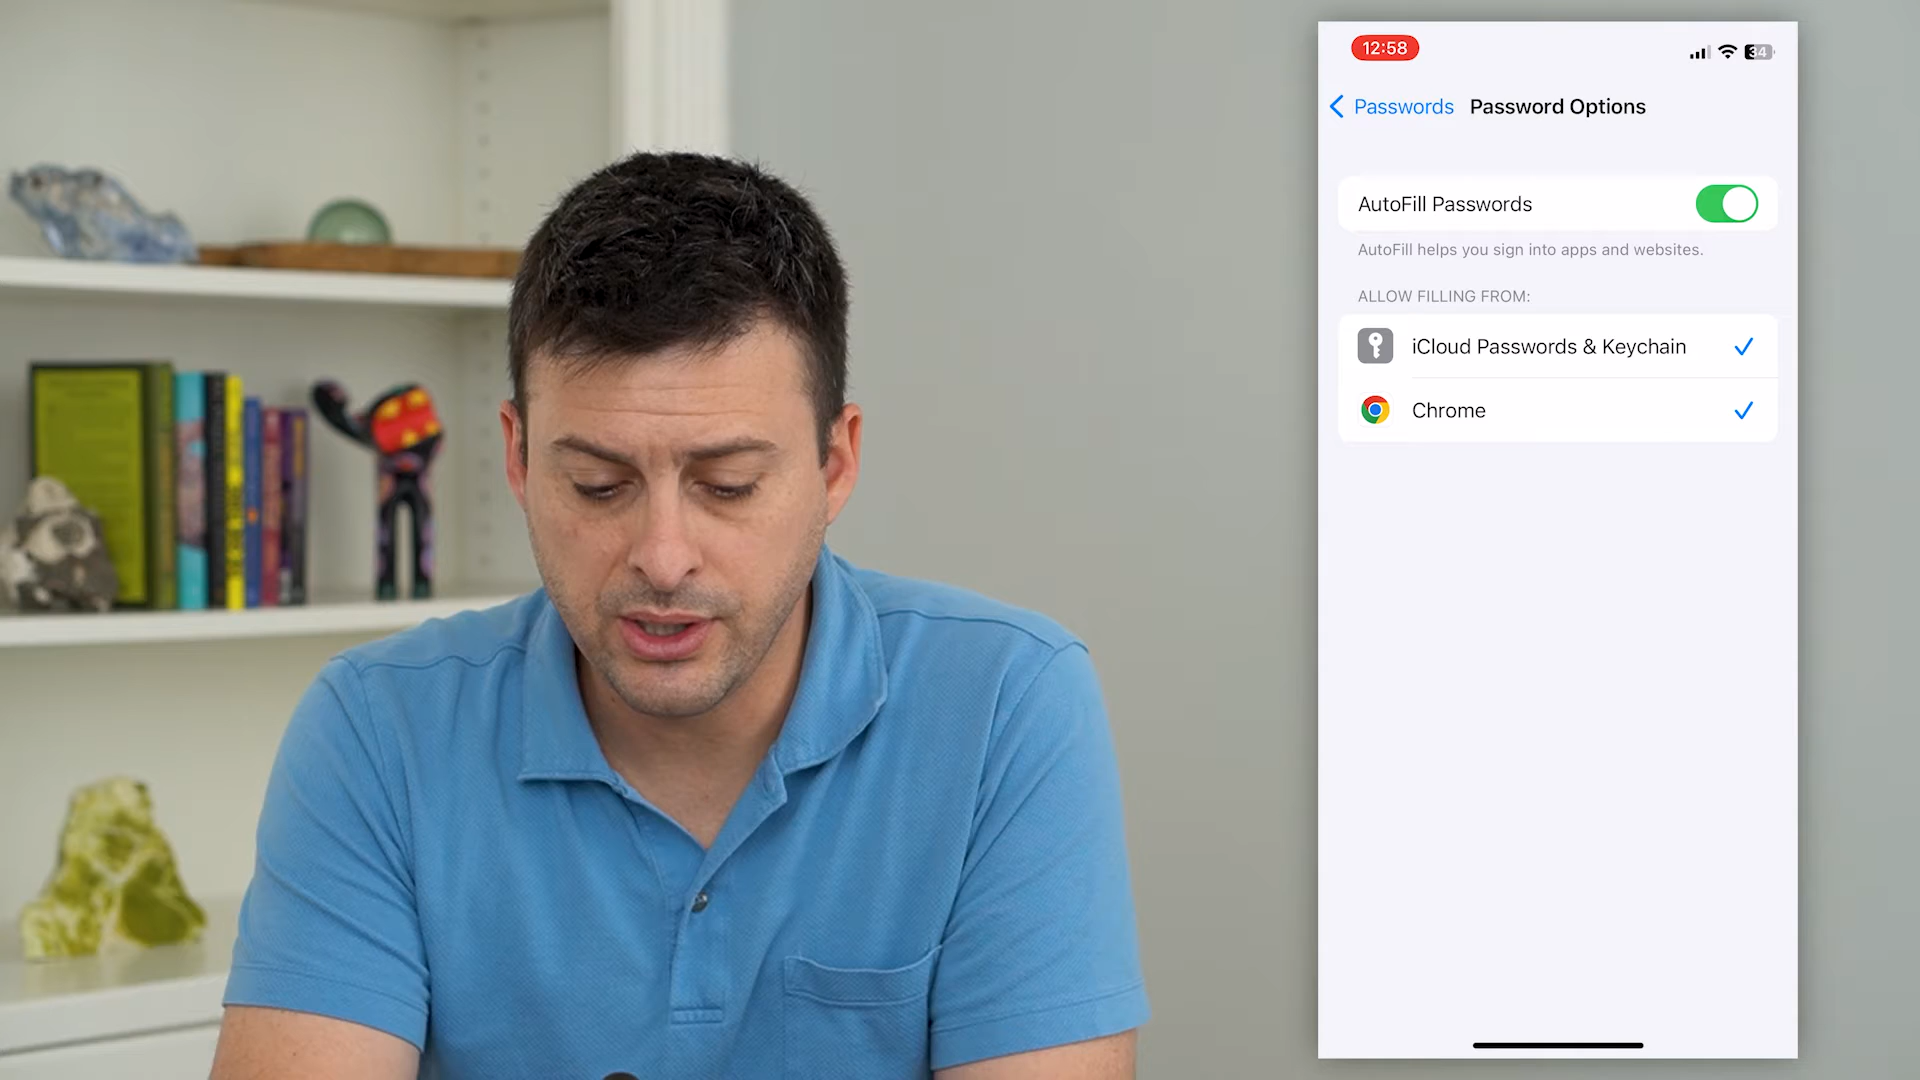 12:58
34
Passwords
Password Options
AutoFill Passwords
AutoFill helps you sign into apps and websites.
ALLOW FILLING FROM:
iCloud Passwords & Keychain
Chrome